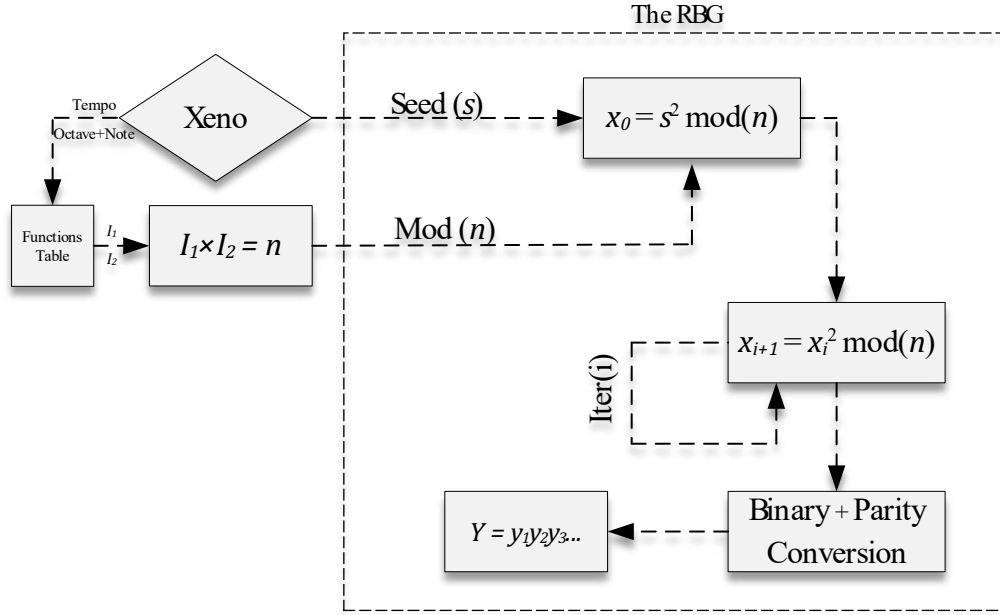 The RBG
Tempo
Octave+Note
Xeno
Seed (s)
x₀ = s² mod(n)
Functions
Table
I₁
I₂
I₁×I₂ = n
Mod (n)
xᵢ₊₁ = xᵢ² mod(n)
Iter(i)
Binary + Parity
Conversion
Y = y₁y₂y₃...